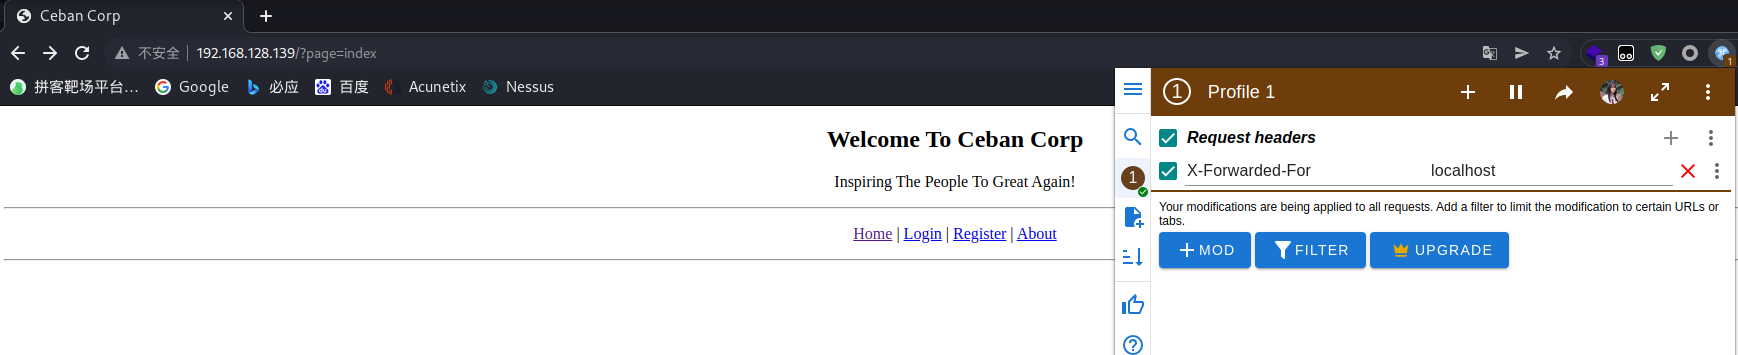 Ceban Corp
不安全 192.168.128.139/?page=index
3
1
拼客靶场平台… Google 必应 百度 Acunetix Nessus
Welcome To Ceban Corp
Inspiring The People To Great Again!
Home | Login | Register | About
1 Profile 1
Request headers
1
X-Forwarded-For localhost
Your modifications are being applied to all requests. Add a filter to limit the modification to certain URLs or
tabs.
MOD FILTER UPGRADE